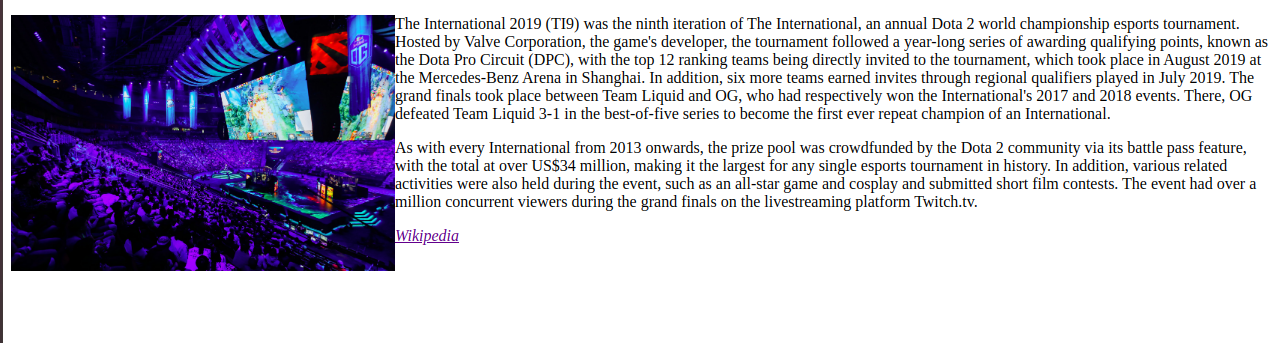 The International 2019 (TI9) was the ninth iteration of The International, an annual Dota 2 world championship esports tournament.
Hosted by Valve Corporation, the game's developer, the tournament followed a year-long series of awarding qualifying points, known as
the Dota Pro Circuit (DPC), with the top 12 ranking teams being directly invited to the tournament, which took place in August 2019 at
the Mercedes-Benz Arena in Shanghai. In addition, six more teams earned invites through regional qualifiers played in July 2019. The
grand finals took place between Team Liquid and OG, who had respectively won the International's 2017 and 2018 events. There, OG
defeated Team Liquid 3-1 in the best-of-five series to become the first ever repeat champion of an International.
As with every International from 2013 onwards, the prize pool was crowdfunded by the Dota 2 community via its battle pass feature,
with the total at over US$34 million, making it the largest for any single esports tournament in history. In addition, various related
activities were also held during the event, such as an all-star game and cosplay and submitted short film contests. The event had over a
million concurrent viewers during the grand finals on the livestreaming platform Twitch.tv.
Wikipedia
OG